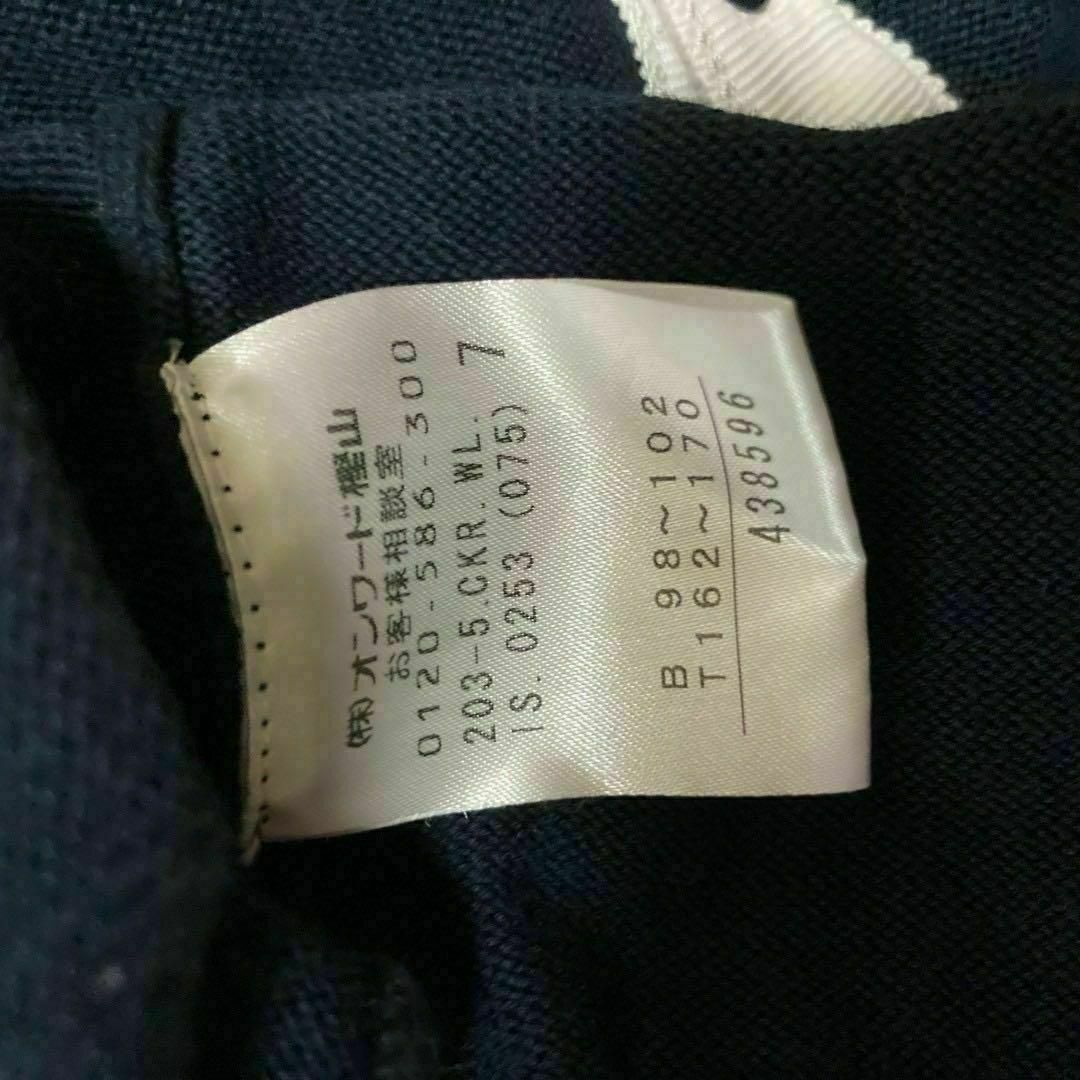 (株)オンワード樫山
お客様相談室
0120-586-300
203-5.CKR.WL. 7
IS. 0253 (075)
B 98~102
T162~170
438596